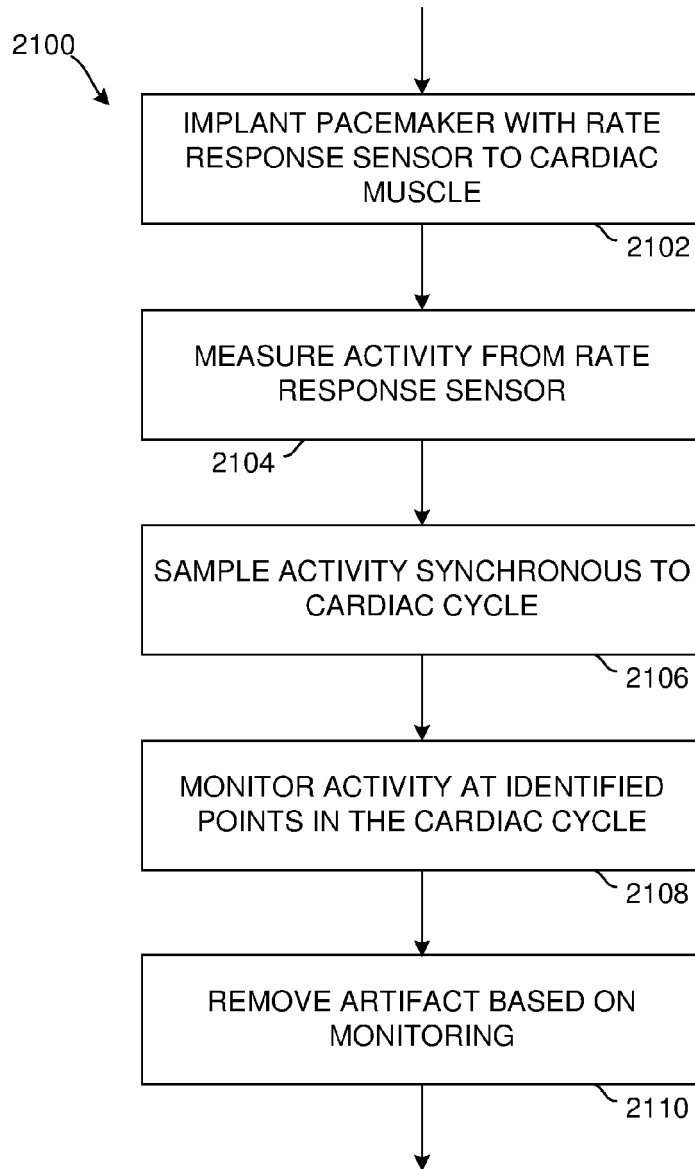 2100
IMPLANT PACEMAKER WITH RATE
RESPONSE SENSOR TO CARDIAC
MUSCLE
2102
MEASURE ACTIVITY FROM RATE
RESPONSE SENSOR
2104
SAMPLE ACTIVITY SYNCHRONOUS TO
CARDIAC CYCLE
2106
MONITOR ACTIVITY AT IDENTIFIED
POINTS IN THE CARDIAC CYCLE
2108
REMOVE ARTIFACT BASED ON
MONITORING
2110